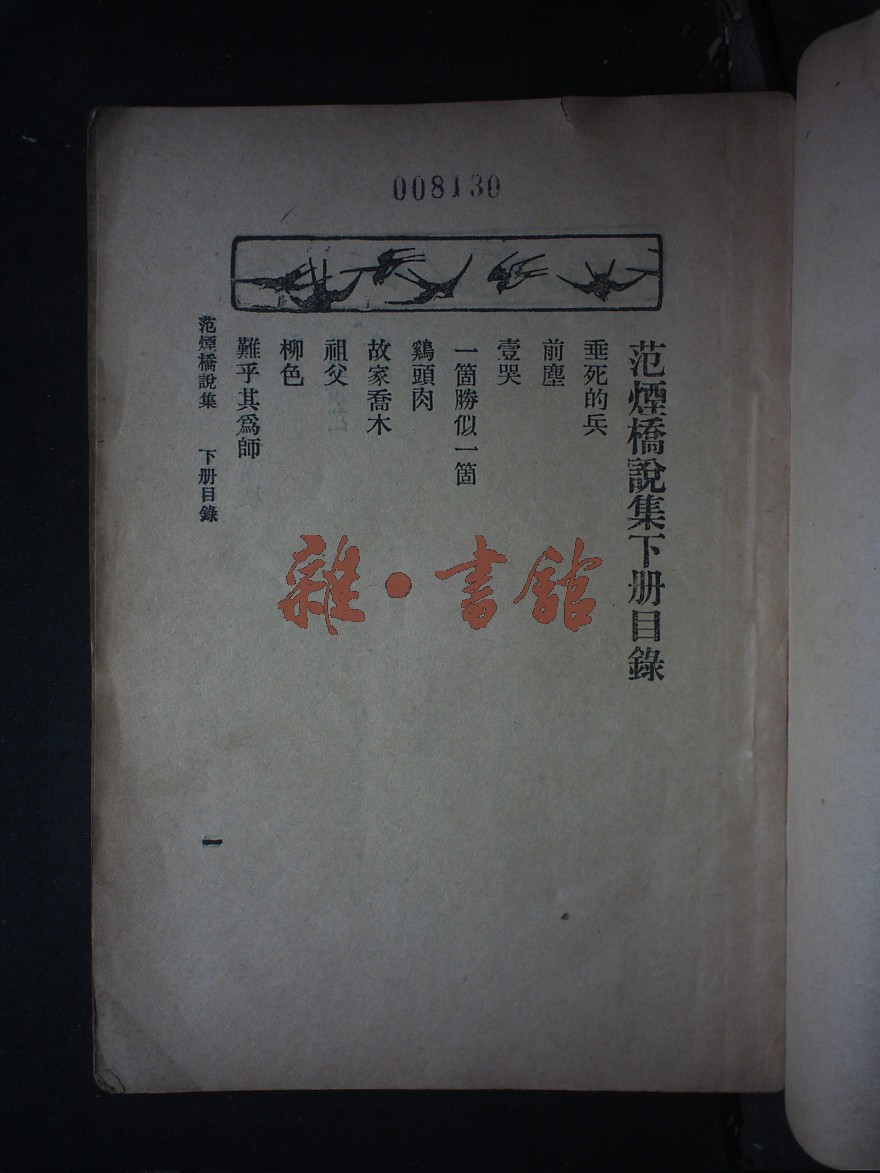 008130
范煙橋說集下册目錄
垂死的兵
前塵
壹哭
一箇勝似一箇
鷄頭肉
故家喬木
祖父
柳色
難乎其爲師
范煙橋說集 下册目錄
一
雜·書館